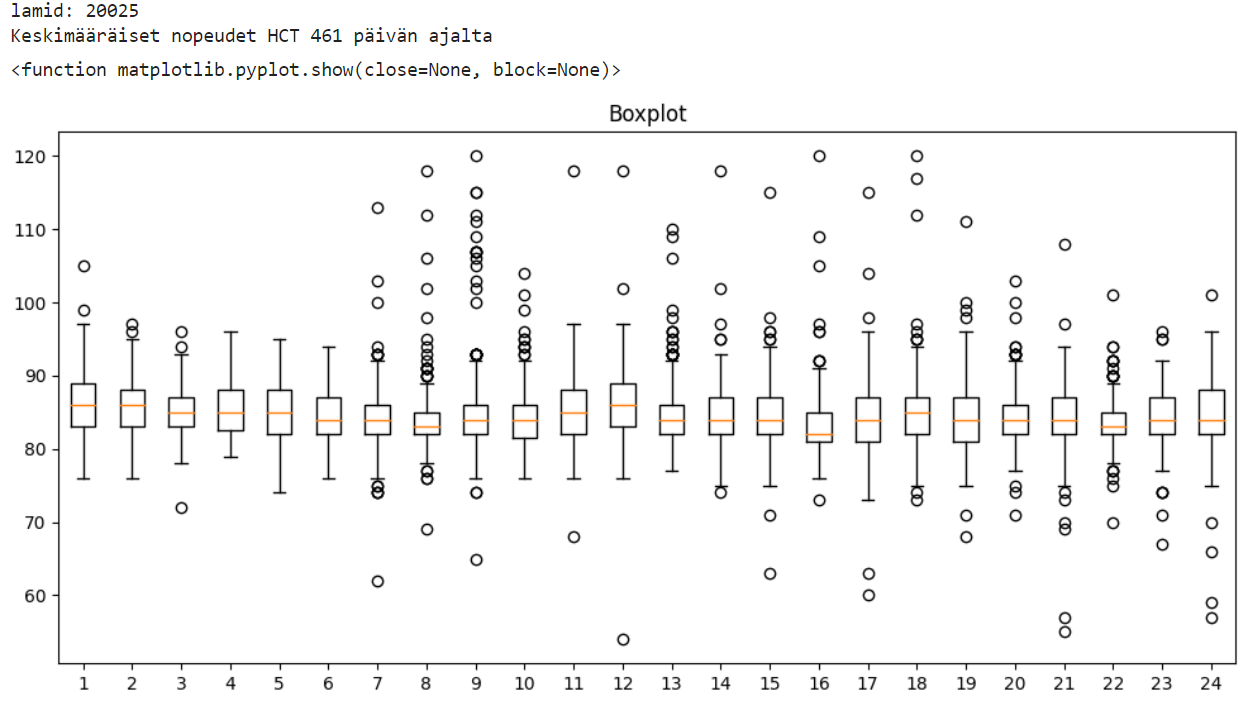 lamid: 20025
Keskimääräiset nopeudet HCT 461 päivän ajalta
<function matplotlib.pyplot.show(close=None, block=None)>
Boxplot
120
110
100
90
80
70
60
1 2 3 4 5 6 7 8 9 10 11 12 13 14 15 16 17 18 19 20 21 22 23 24